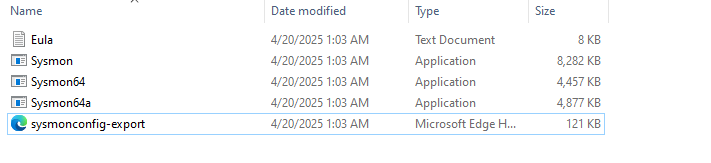 Name Date modified Type Size
Eula 4/20/2025 1:03 AM Text Document 8 KB
Sysmon 4/20/2025 1:03 AM Application 8,282 KB
Sysmon64 4/20/2025 1:03 AM Application 4,457 KB
Sysmon64a 4/20/2025 1:03 AM Application 4,877 KB
sysmonconfig-export 4/20/2025 1:03 AM Microsoft Edge H... 121 KB